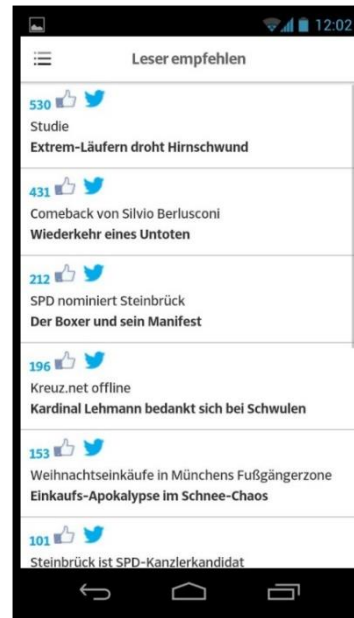 12:02
Leser empfehlen
530
Studie
Extrem-Läufern droht Hirnschwund
431
Comeback von Silvio Berlusconi
Wiederkehr eines Untoten
212
SPD nominiert Steinbrück
Der Boxer und sein Manifest
196
Kreuz.net offline
Kardinal Lehmann bedankt sich bei Schwulen
153
Weihnachtseinkäufe in Münchens Fußgängerzone
Einkaufs-Apokalypse im Schnee-Chaos
101
Steinbrück ist SPD-Kanzlerkandidat